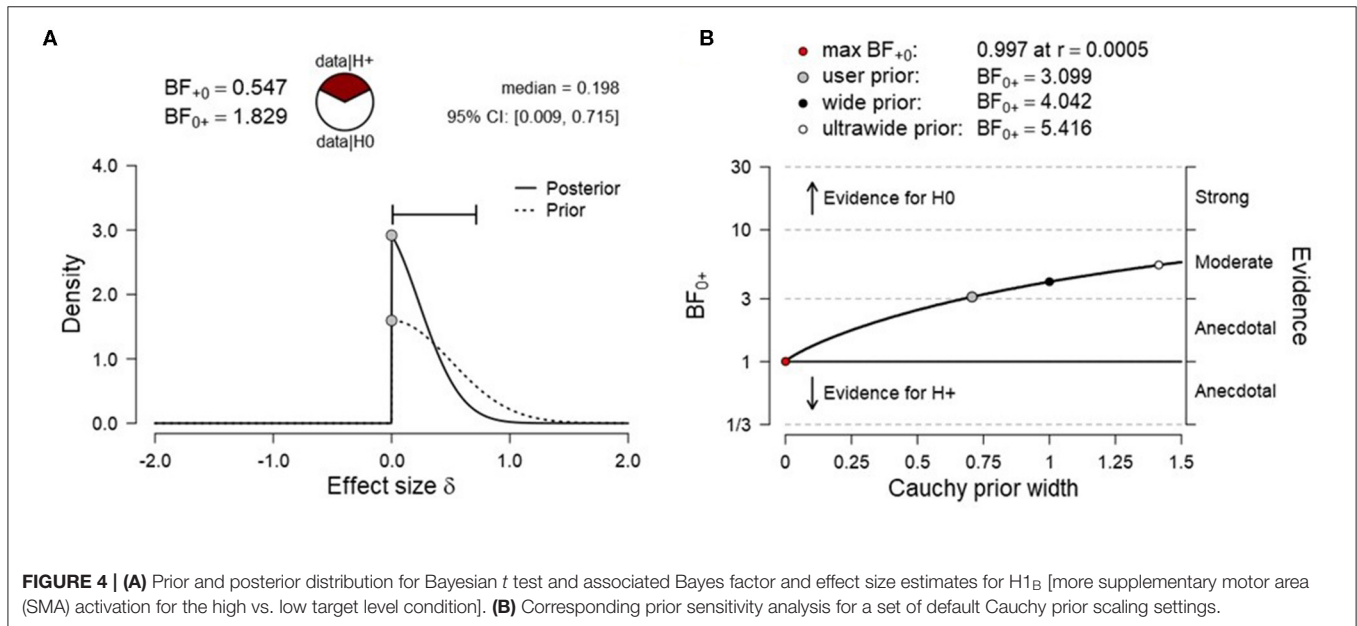 A
data|H+
BF+0 = 0.547
BF0+ = 1.829
data|H0
median = 0.198
95% CI: [0.009, 0.715]
Posterior
Prior
4.0
3.0
2.0
1.0
0.0
Density
-2.0 -1.0 0.0 1.0 2.0
Effect size δ
B
max BF+0: 0.997 at r = 0.0005
user prior: BF0+ = 3.099
wide prior: BF0+ = 4.042
ultrawide prior: BF0+ = 5.416
30
10
3
1
1/3
BF0+
Evidence for H0
Evidence for H+
Strong
Moderate
Anecdotal
Anecdotal
Evidence
0 0.25 0.5 0.75 1 1.25 1.5
Cauchy prior width
FIGURE 4 | (A) Prior and posterior distribution for Bayesian t test and associated Bayes factor and effect size estimates for H1B [more supplementary motor area
(SMA) activation for the high vs. low target level condition]. (B) Corresponding prior sensitivity analysis for a set of default Cauchy prior scaling settings.